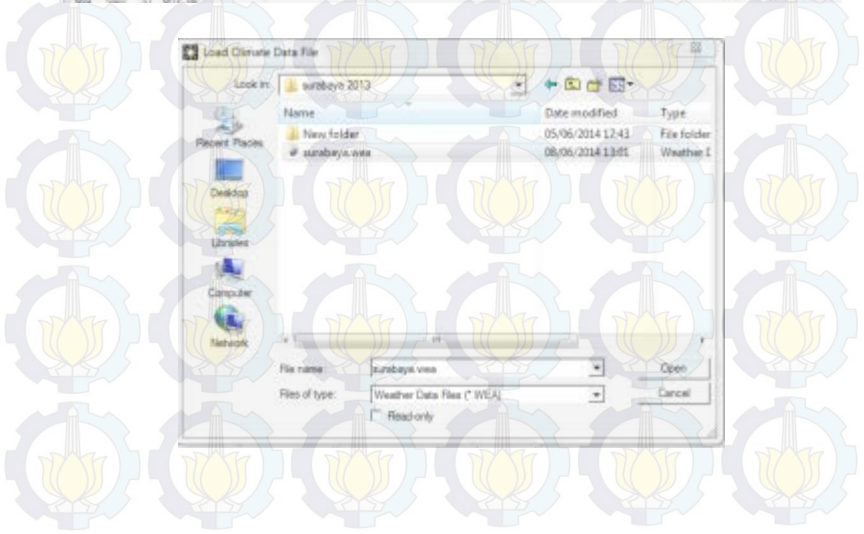 Load Climate Data File
Look in: surabaya 2013
Name Date modified Type
New folder 05/06/2014 12:43 File folder
surabaya.wea 08/06/2014 13:01 Weather D
Recent Places
Desktop
Libraries
Computer
Network
File name: surabaya.wea Open
Files of type: Weather Data Files (*.WEA) Cancel
Read-only